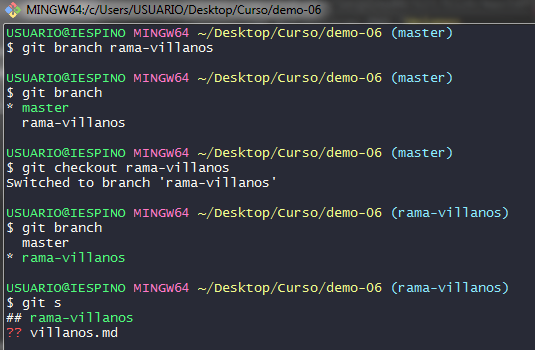 MINGW64:/c/Users/USUARIO/Desktop/Curso/demo-06
USUARIO@IESPINO MINGW64 ~/Desktop/Curso/demo-06 (master)
$ git branch rama-villanos
USUARIO@IESPINO MINGW64 ~/Desktop/Curso/demo-06 (master)
$ git branch
* master
  rama-villanos
USUARIO@IESPINO MINGW64 ~/Desktop/Curso/demo-06 (master)
$ git checkout rama-villanos
Switched to branch 'rama-villanos'
USUARIO@IESPINO MINGW64 ~/Desktop/Curso/demo-06 (rama-villanos)
$ git branch
  master
* rama-villanos
USUARIO@IESPINO MINGW64 ~/Desktop/Curso/demo-06 (rama-villanos)
$ git s
## rama-villanos
?? villanos.md